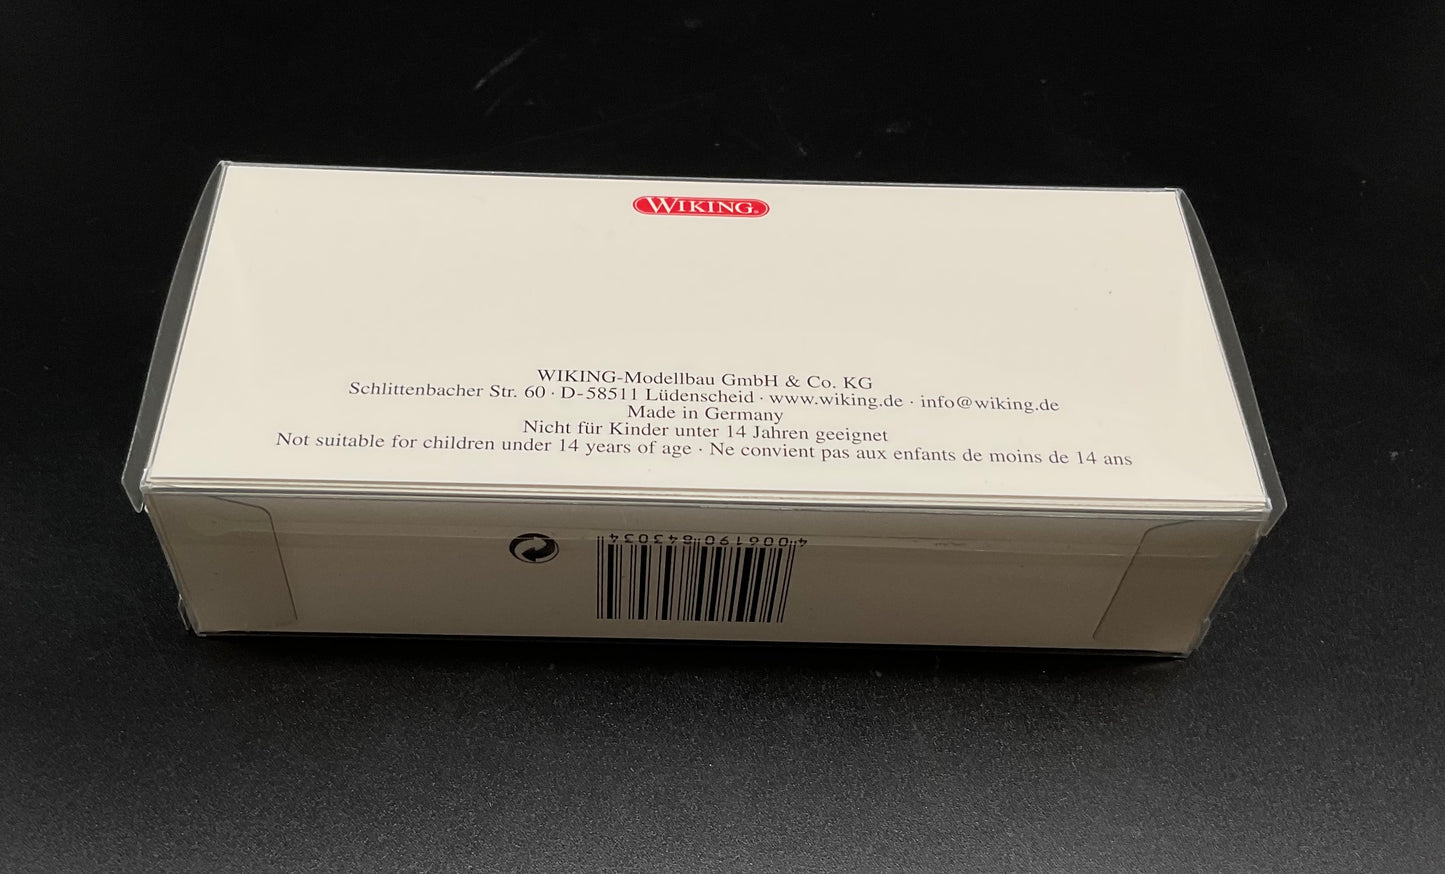 WIKING®
WIKING-Modellbau GmbH & Co. KG
Schlittenbacher Str. 60 · D-58511 Lüdenscheid · www.wiking.de · info@wiking.de
Made in Germany
Nicht für Kinder unter 14 Jahren geeignet
Not suitable for children under 14 years of age · Ne convient pas aux enfants de moins de 14 ans
4 006190 843034